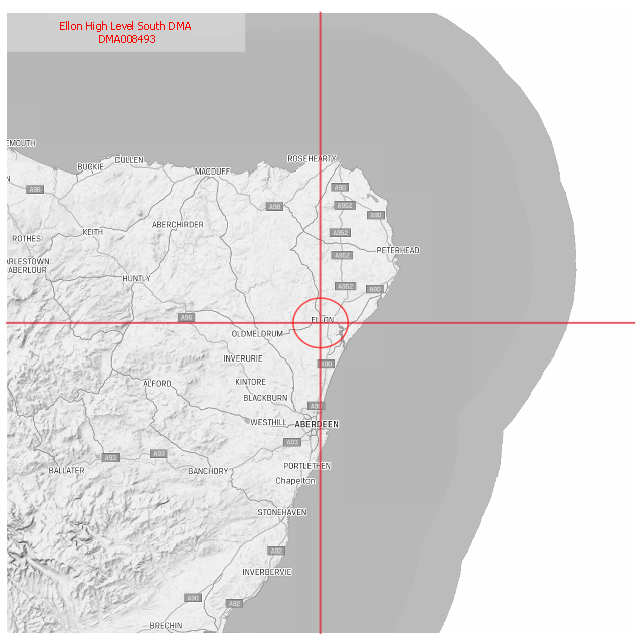 Ellon High Level South DMA
DMA008493
EMOUTH
BUCKIE
CULLEN
MACDUFF
ROSEHEARTY
N
A96
A90
A98
A952
A90
ROTHES
KEITH
ABERCHIRDER
A952
PETERHEAD
A952
ARLESTOWN
ABERLOUR
HUNTLY
A952
A90
A96
ELLON
OLDMELDRUM
INVERURIE
A90
ALFORD
KINTORE
BLACKBURN
A90
WESTHILL
ABERDEEN
A93
A93
A93
BALLATER
BANCHORY
PORTLETHEN
Chapelton
STONEHAVEN
A92
INVERBERVIE
A90
A92
BRECHIN